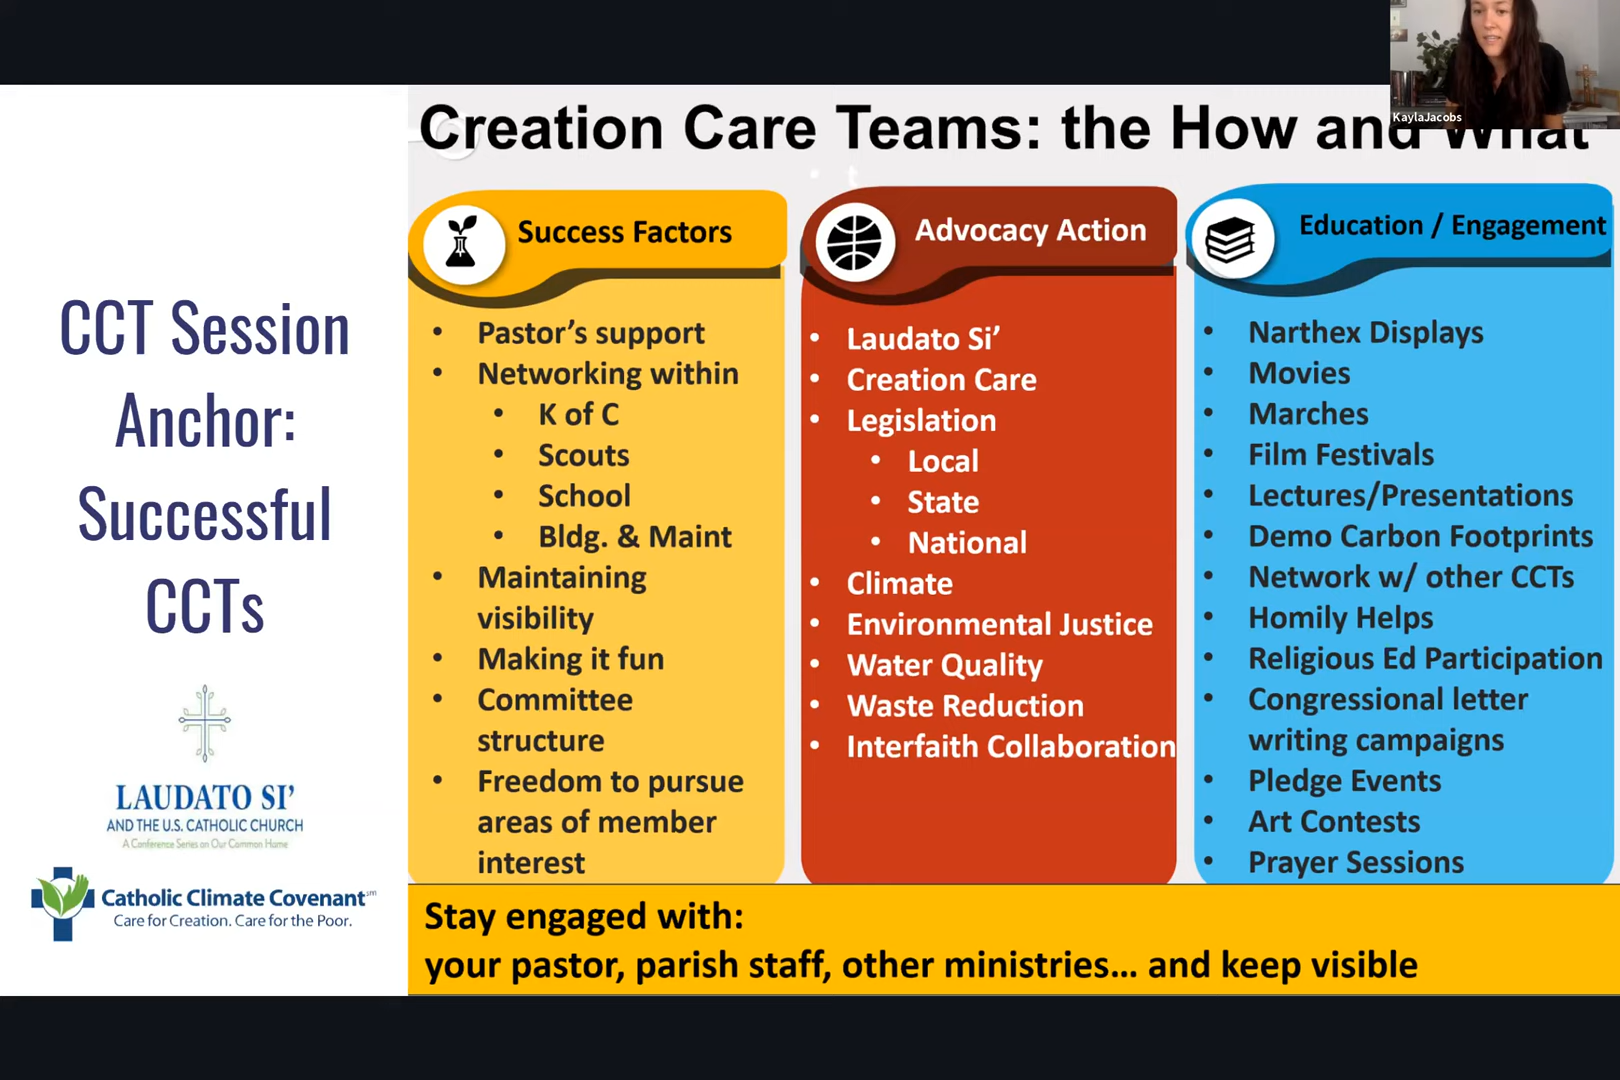 KaylaJacobs
Creation Care Teams: the How and What
t
CCT Session
Anchor:
Successful
CCTs
LAUDATO SI’
AND THE U.S. CATHOLIC CHURCH
A Conference Series on Our Common Home
Catholic Climate Covenant℠
Care for Creation. Care for the Poor.
Success Factors
• Pastor’s support
• Networking within
• K of C
• Scouts
• School
• Bldg. & Maint
• Maintaining
visibility
• Making it fun
• Committee
structure
• Freedom to pursue
areas of member
interest
Advocacy Action
• Laudato Si’
• Creation Care
• Legislation
• Local
• State
• National
• Climate
• Environmental Justice
• Water Quality
• Waste Reduction
• Interfaith Collaboration
Education / Engagement
• Narthex Displays
• Movies
• Marches
• Film Festivals
• Lectures/Presentations
• Demo Carbon Footprints
• Network w/ other CCTs
• Homily Helps
• Religious Ed Participation
• Congressional letter
writing campaigns
• Pledge Events
• Art Contests
• Prayer Sessions
Stay engaged with:
your pastor, parish staff, other ministries... and keep visible